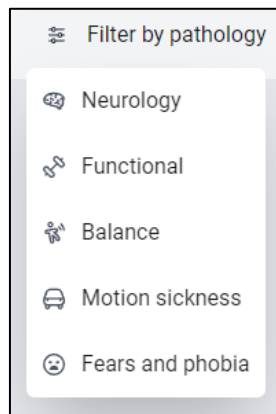 Filter by pathology
Neurology
Functional
Balance
Motion sickness
Fears and phobia